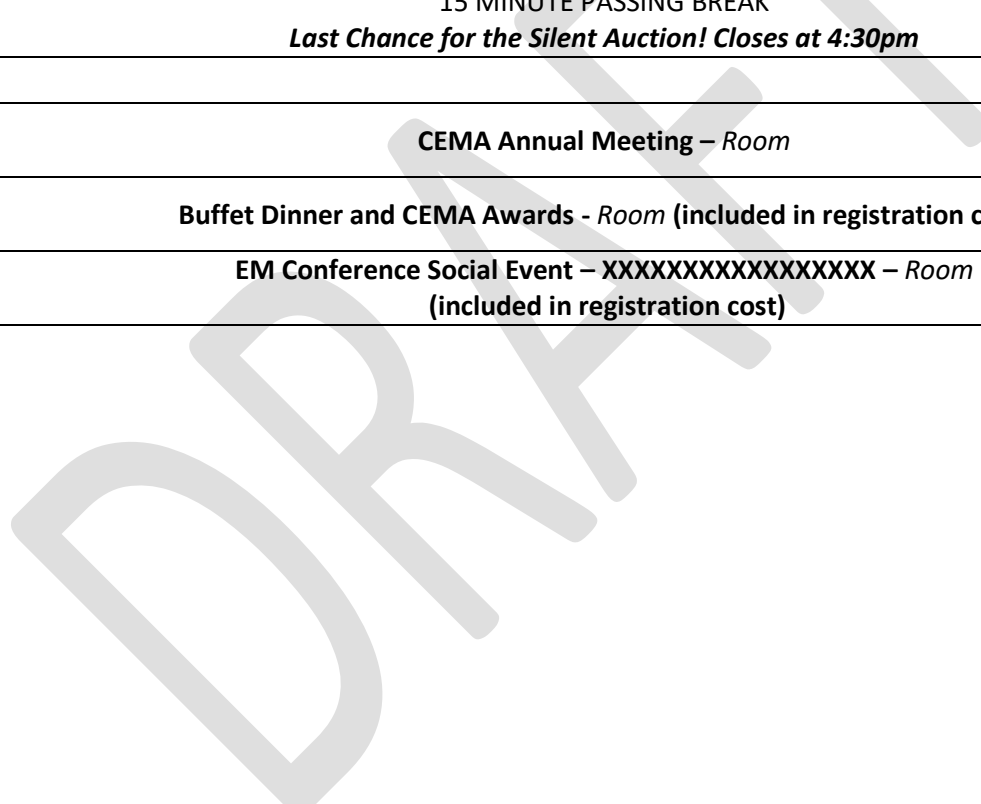 15 MINUTE PASSING BREAK
Last Chance for the Silent Auction! Closes at 4:30pm
CEMA Annual Meeting – Room
Buffet Dinner and CEMA Awards - Room (included in registration c
EM Conference Social Event – XXXXXXXXXXXXXXXXX – Room
(included in registration cost)
DRAFT